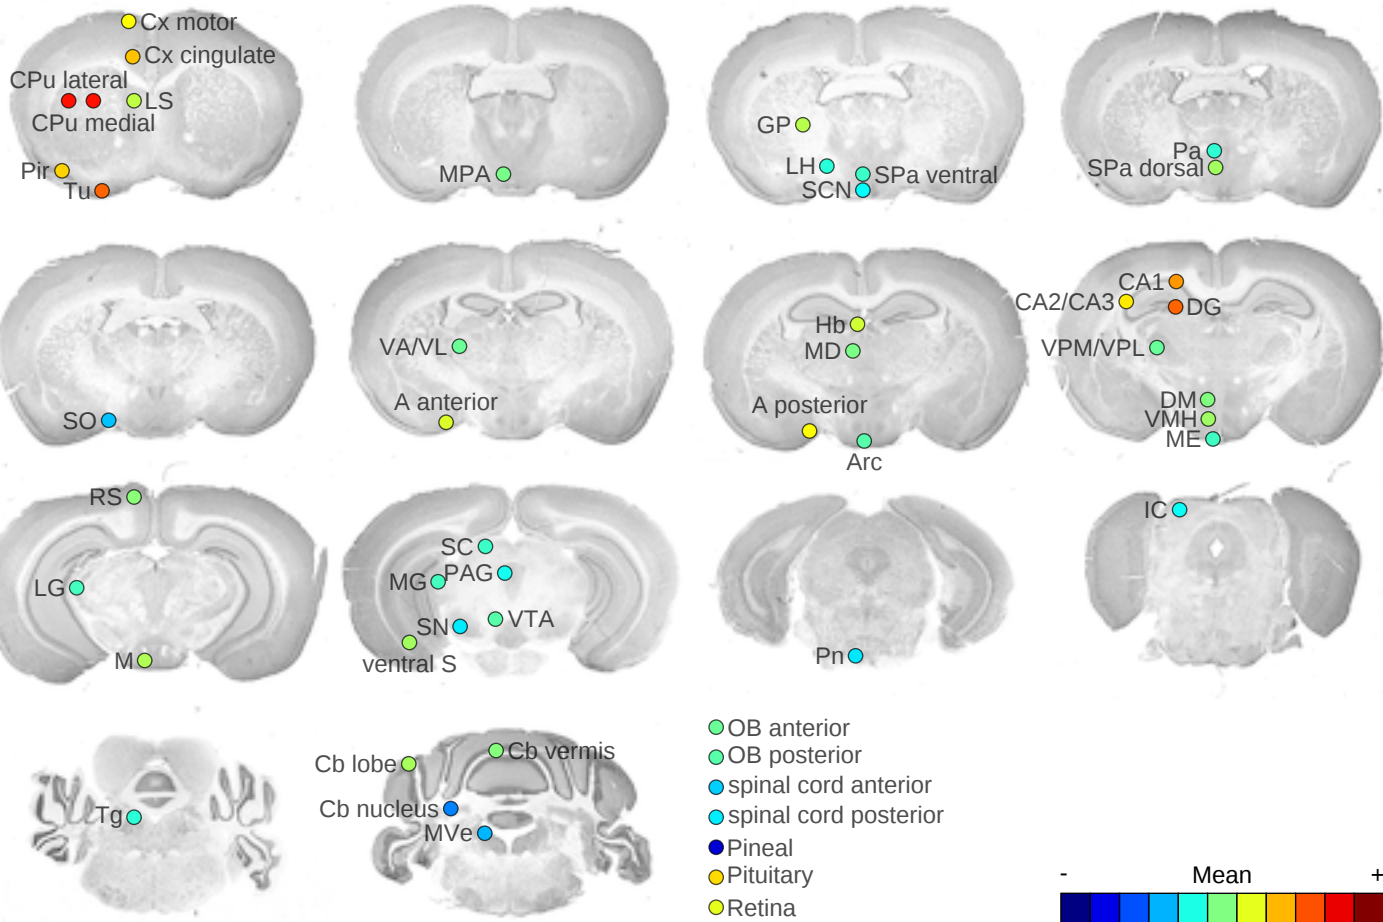 Cx motor
Cx cingulate
CPu lateral
LS
CPu medial
Pir
Tu
MPA
GP
LH
SPa ventral
SCN
Pa
SPa dorsal
SO
VA/VL
A anterior
Hb
MD
A posterior
Arc
CA1
CA2/CA3
DG
VPM/VPL
DM
VMH
ME
RS
LG
M
SC
PAG
MG
VTA
SN
ventral S
Pn
IC
Tg
Cb vermis
Cb lobe
Cb nucleus
MVe
OB anterior
OB posterior
spinal cord anterior
spinal cord posterior
Pineal
Pituitary
Retina
- Mean +